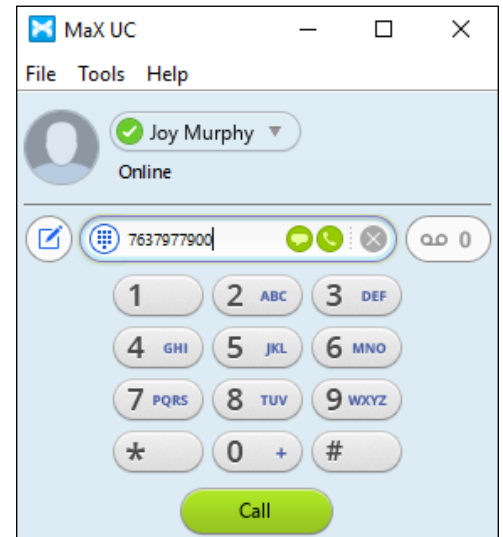 MaX UC
File Tools Help
Joy Murphy
Online
7637977900 0
1 2 ABC 3 DEF
4 GHI 5 JKL 6 MNO
7 PQRS 8 TUV 9 WXYZ
* 0 + #
Call